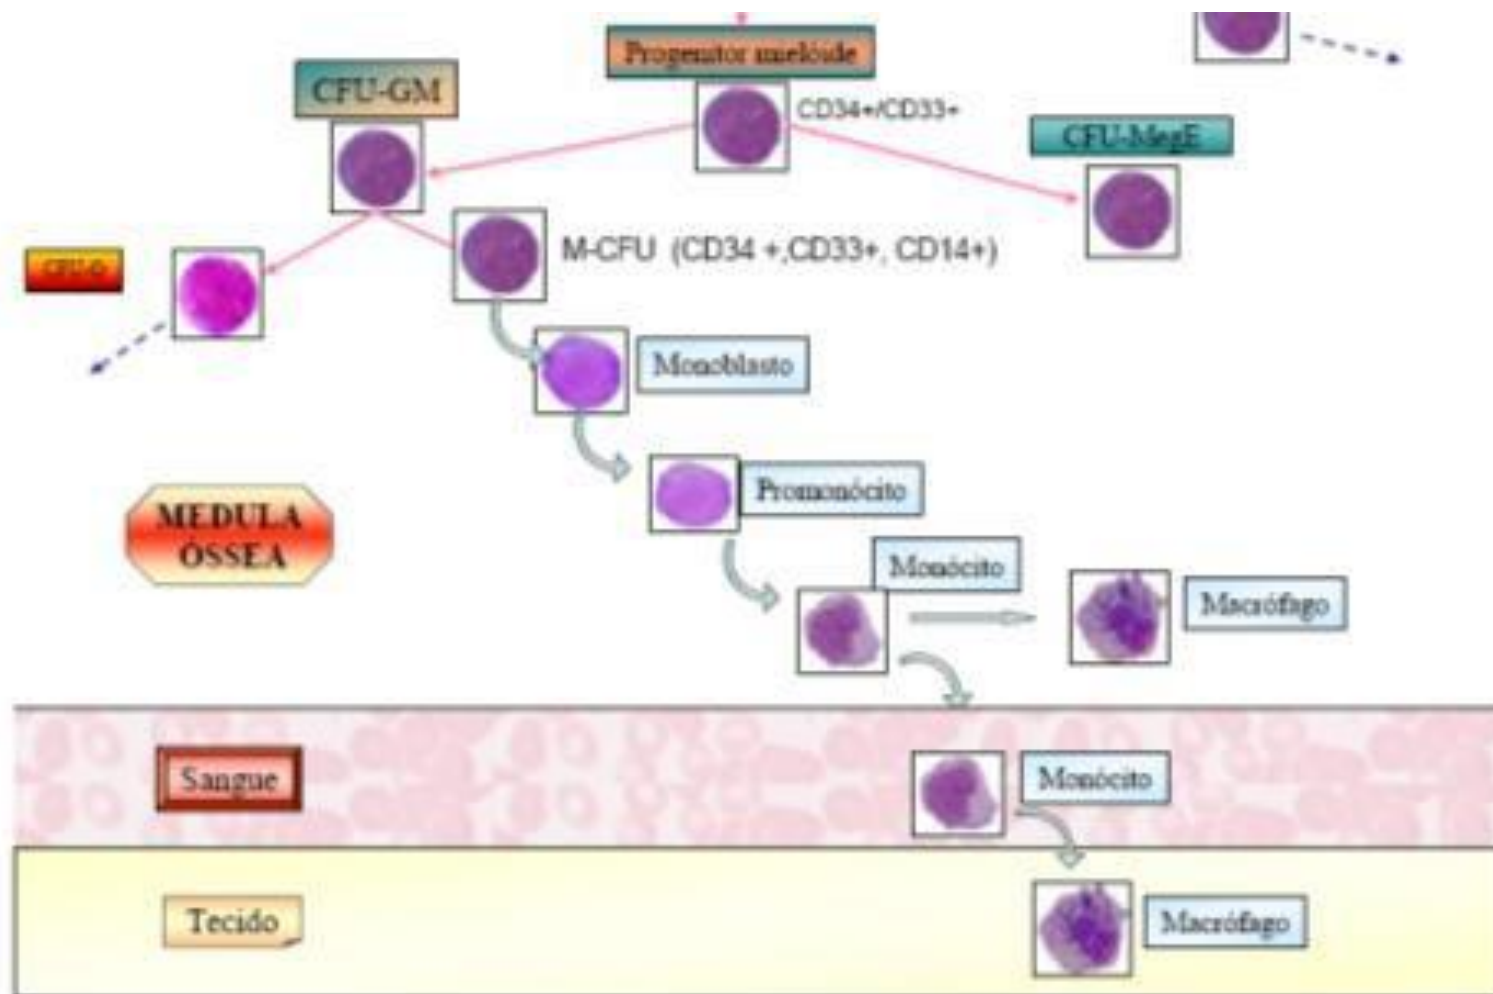 Progenitor mielóide
CFU-GM
CD34+/CD33+
CFU-MegE
CFU-G
M-CFU (CD34 +,CD33+, CD14+)
Monoblasto
Promonócito
MEDULA
ÓSSEA
Monócito
Macrófago
Sangue
Monócito
Tecido
Macrófago